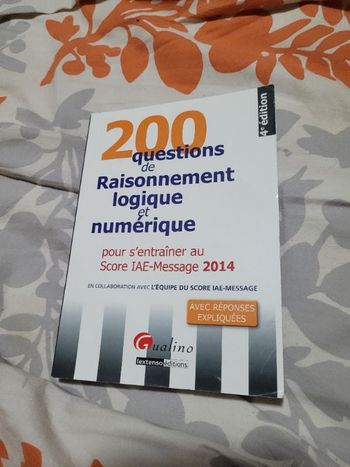 4e édition
200
questions
de
Raisonnement
logique
et
numérique
pour s'entraîner au
Score IAE-Message 2014
EN COLLABORATION AVEC L'ÉQUIPE DU SCORE IAE-MESSAGE
AVEC RÉPONSES
EXPLIQUÉES
Gualino
lextenso éditions